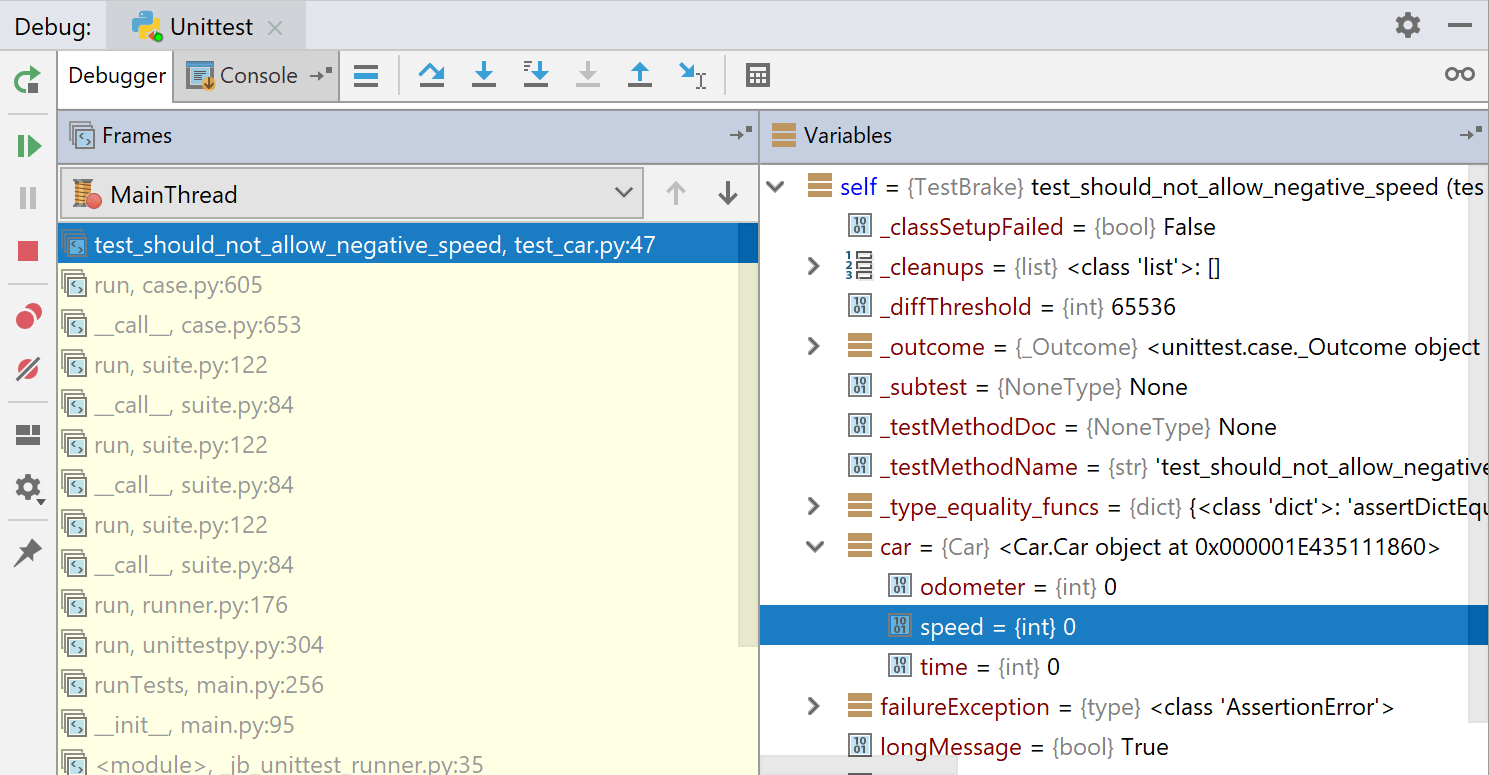 Debug: Unittest
Debugger Console
Frames
MainThread
test_should_not_allow_negative_speed, test_car.py:47
run, case.py:605
__call__, case.py:653
run, suite.py:122
__call__, suite.py:84
run, suite.py:122
__call__, suite.py:84
run, suite.py:122
__call__, suite.py:84
run, runner.py:176
run, unittestpy:304
runTests, main.py:256
__init__, main.py:95
<module>, _jb_unittest_runner.py:35
Variables
self = {TestBrake} test_should_not_allow_negative_speed (tes
_classSetupFailed = {bool} False
_cleanups = {list} <class 'list'>: []
_diffThreshold = {int} 65536
_outcome = {_Outcome} <unittest.case._Outcome object
_subtest = {NoneType} None
_testMethodDoc = {NoneType} None
_testMethodName = {str} 'test_should_not_allow_negative
_type_equality_funcs = {dict} {<class 'dict'>: 'assertDictEqu
car = {Car} <Car.Car object at 0x000001E435111860>
odometer = {int} 0
speed = {int} 0
time = {int} 0
failureException = {type} <class 'AssertionError'>
longMessage = {bool} True